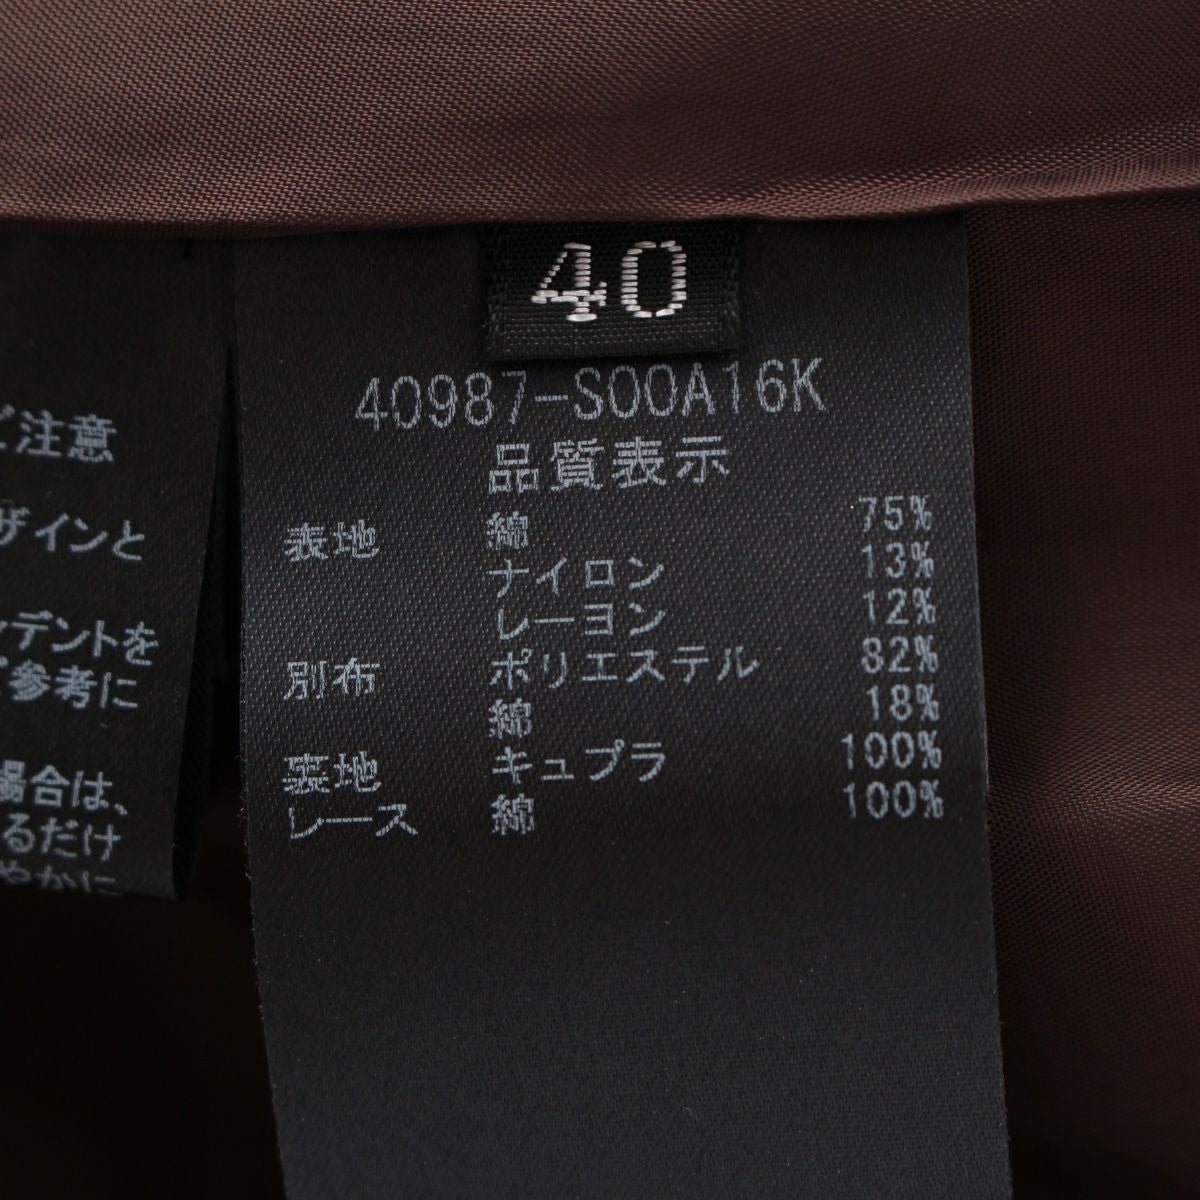 40
40987-S00A16K
品質表示
表地 綿 75%
ナイロン 13%
レーヨン 12%
別布 ポリエステル 82%
綿 18%
裏地 キュプラ 100%
レース 綿 100%
ご注意
ザインと
デントを
ご参考に
場合は、
るだけ
やかに